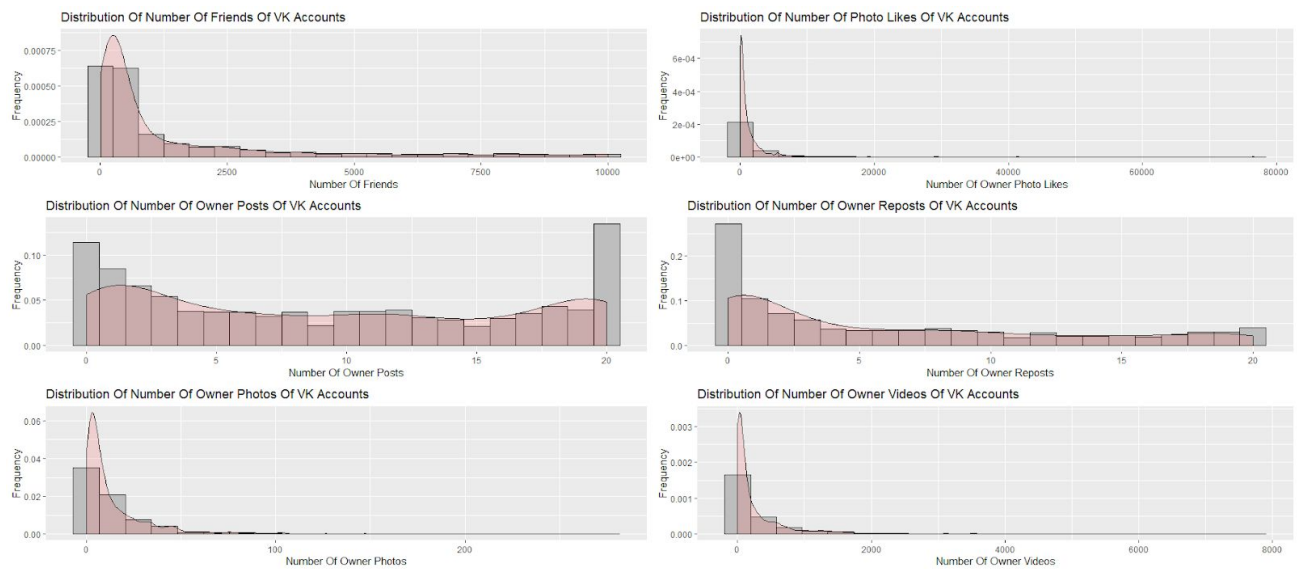 Distribution Of Number Of Friends Of VK Accounts
Frequency
0.00075
0.00050
0.00025
0.00000
0 2500 5000 7500 10000
Number Of Friends
Distribution Of Number Of Photo Likes Of VK Accounts
Frequency
6e-04
4e-04
2e-04
0e+00
0 20000 40000 60000 80000
Number Of Owner Photo Likes
Distribution Of Number Of Owner Posts Of VK Accounts
Frequency
0.10
0.05
0.00
0 5 10 15 20
Number Of Owner Posts
Distribution Of Number Of Owner Reposts Of VK Accounts
Frequency
0.2
0.1
0.0
0 5 10 15 20
Number Of Owner Reposts
Distribution Of Number Of Owner Photos Of VK Accounts
Frequency
0.06
0.04
0.02
0.00
0 100 200
Number Of Owner Photos
Distribution Of Number Of Owner Videos Of VK Accounts
Frequency
0.003
0.002
0.001
0.000
0 2000 4000 6000 8000
Number Of Owner Videos